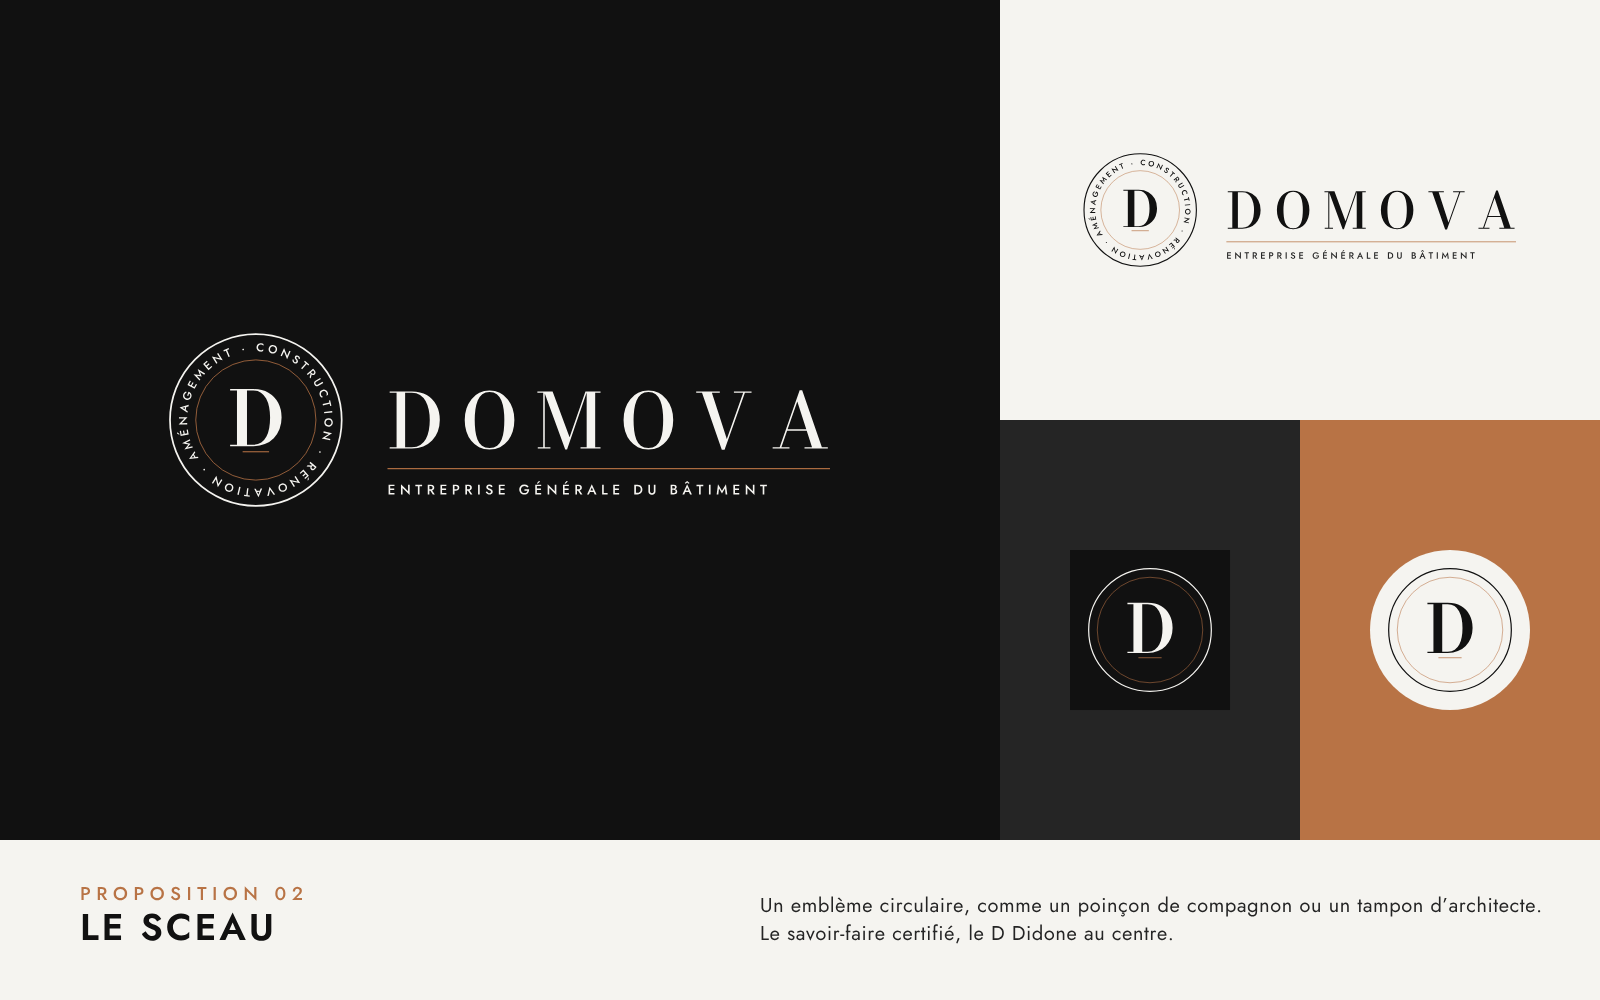 CONSTRUCTION · RÉNOVATION · AMÉNAGEMENT ·
D
DOMOVA
ENTREPRISE GÉNÉRALE DU BÂTIMENT
CONSTRUCTION · RÉNOVATION · AMÉNAGEMENT ·
D
DOMOVA
ENTREPRISE GÉNÉRALE DU BÂTIMENT
D
D
PROPOSITION 02
LE SCEAU
Un emblème circulaire, comme un poinçon de compagnon ou un tampon d’architecte.
Le savoir-faire certifié, le D Didone au centre.